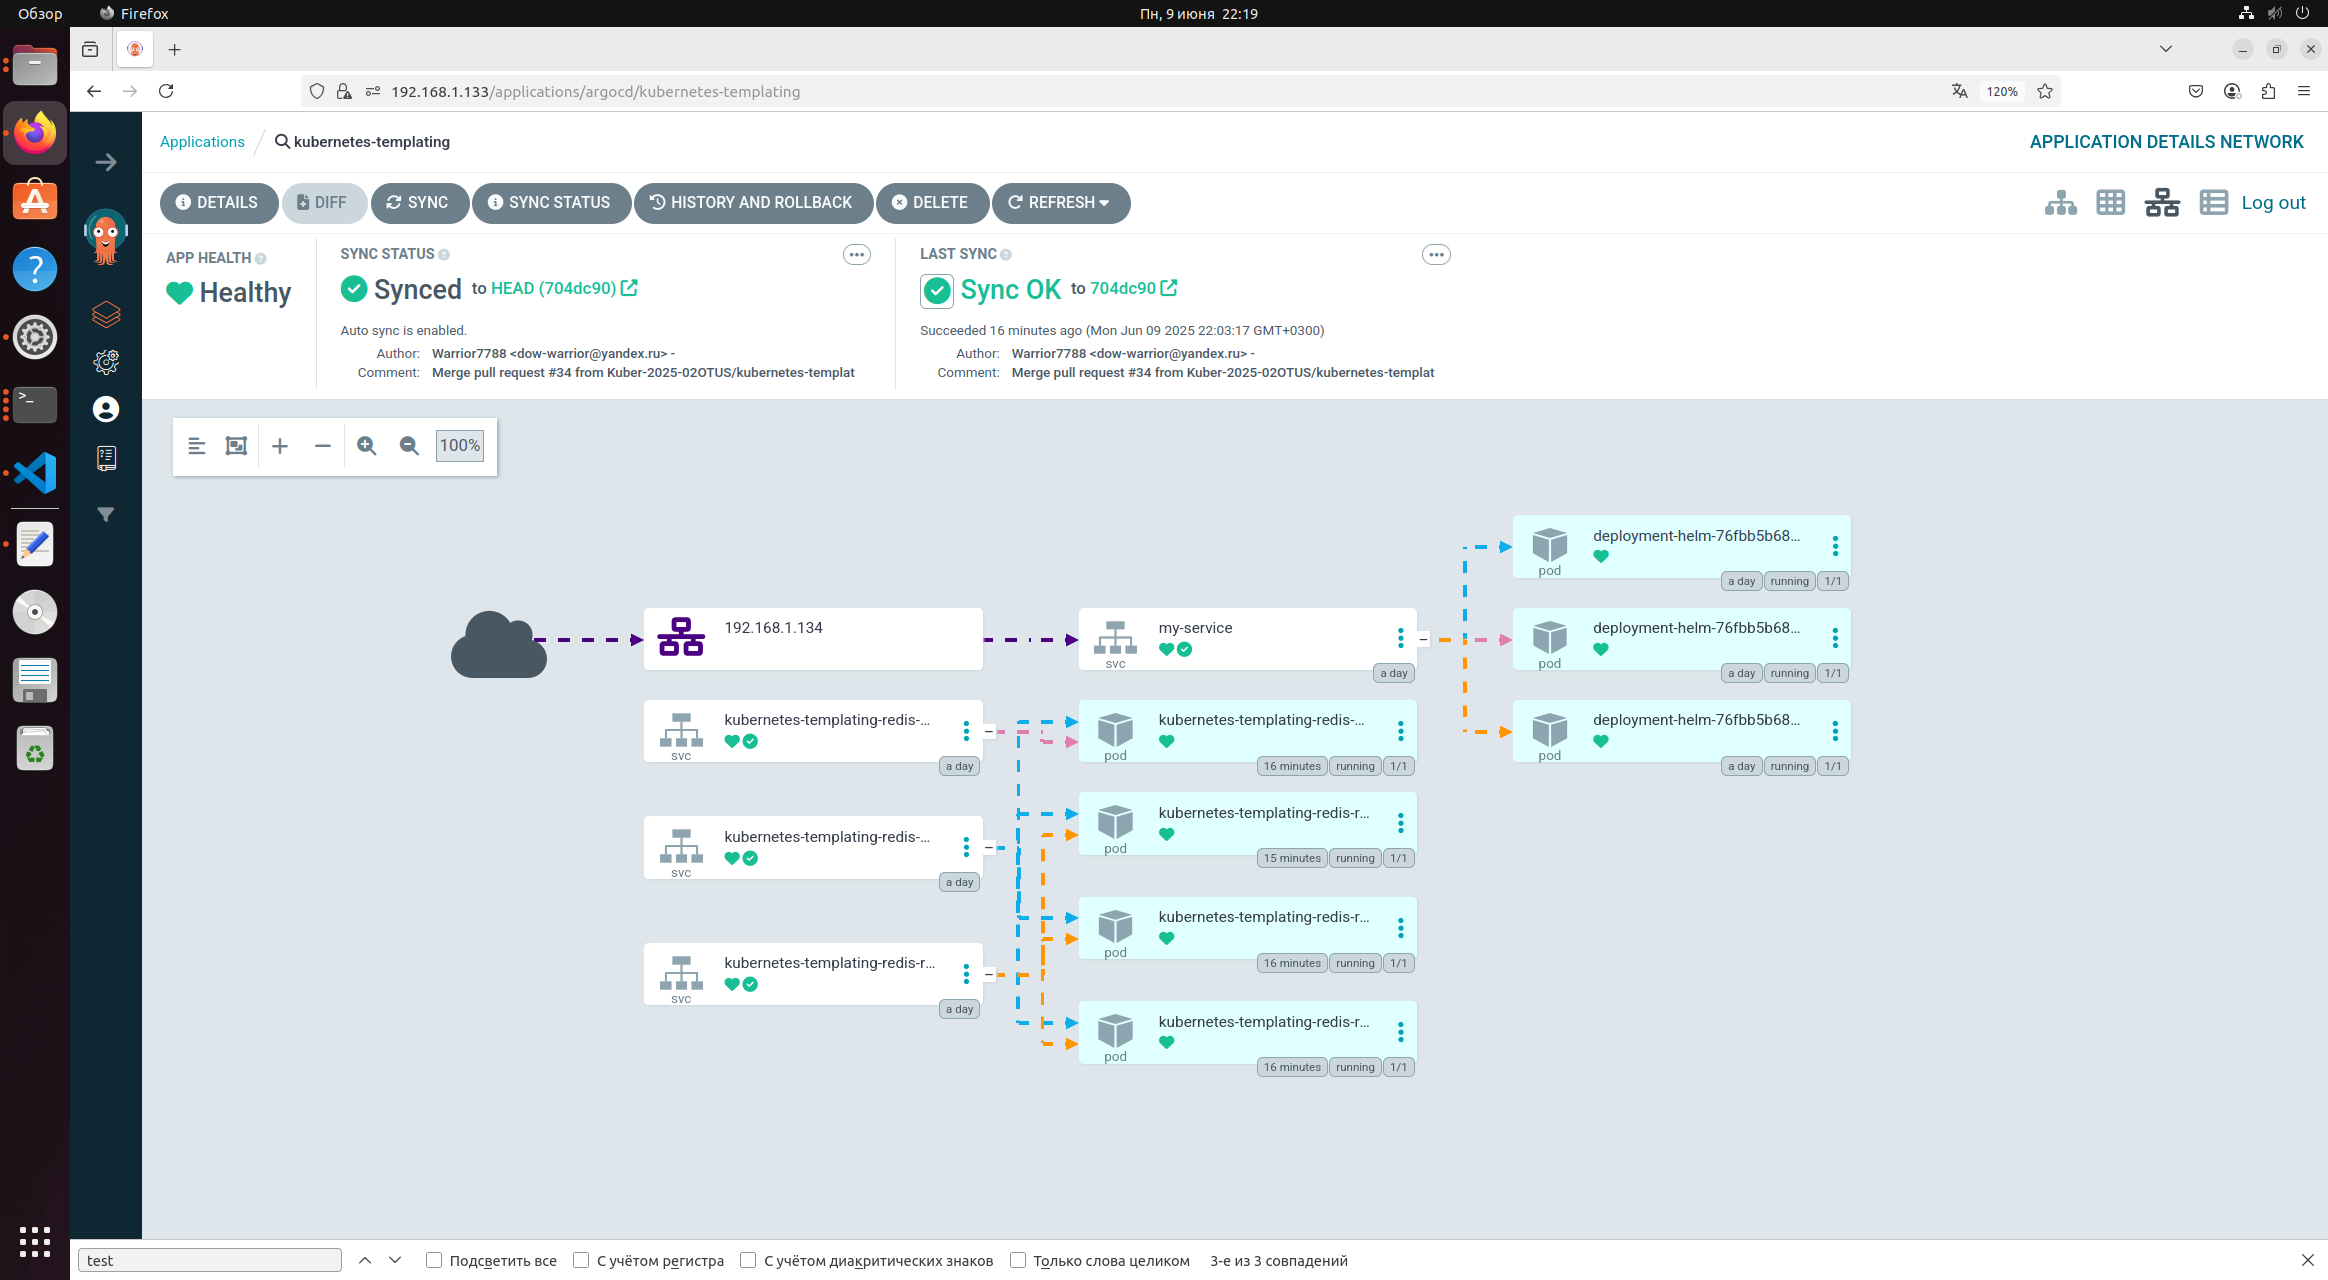 Обзор
Firefox
Пн, 9 июня 22:19
192.168.1.133/applications/argocd/kubernetes-templating
120%
Applications
kubernetes-templating
APPLICATION DETAILS NETWORK
DETAILS
DIFF
SYNC
SYNC STATUS
HISTORY AND ROLLBACK
DELETE
REFRESH
Log out
APP HEALTH
Healthy
SYNC STATUS
Synced to HEAD (704dc90)
Auto sync is enabled.
Author: Warrior7788 <dow-warrior@yandex.ru> -
Comment: Merge pull request #34 from Kuber-2025-02OTUS/kubernetes-templat
LAST SYNC
Sync OK to 704dc90
Succeeded 16 minutes ago (Mon Jun 09 2025 22:03:17 GMT+0300)
Author: Warrior7788 <dow-warrior@yandex.ru> -
Comment: Merge pull request #34 from Kuber-2025-02OTUS/kubernetes-templat
100%
192.168.1.134
kubernetes-templating-redis-...
svc
a day
kubernetes-templating-redis-...
svc
a day
kubernetes-templating-redis-r...
svc
a day
my-service
svc
a day
kubernetes-templating-redis-...
pod
16 minutes running 1/1
kubernetes-templating-redis-r...
pod
15 minutes running 1/1
kubernetes-templating-redis-r...
pod
16 minutes running 1/1
kubernetes-templating-redis-r...
pod
16 minutes running 1/1
deployment-helm-76fbb5b68...
pod
a day running 1/1
deployment-helm-76fbb5b68...
pod
a day running 1/1
deployment-helm-76fbb5b68...
pod
a day running 1/1
test
Подсветить все
С учётом регистра
С учётом диакритических знаков
Только слова целиком
3-е из 3 совпадений